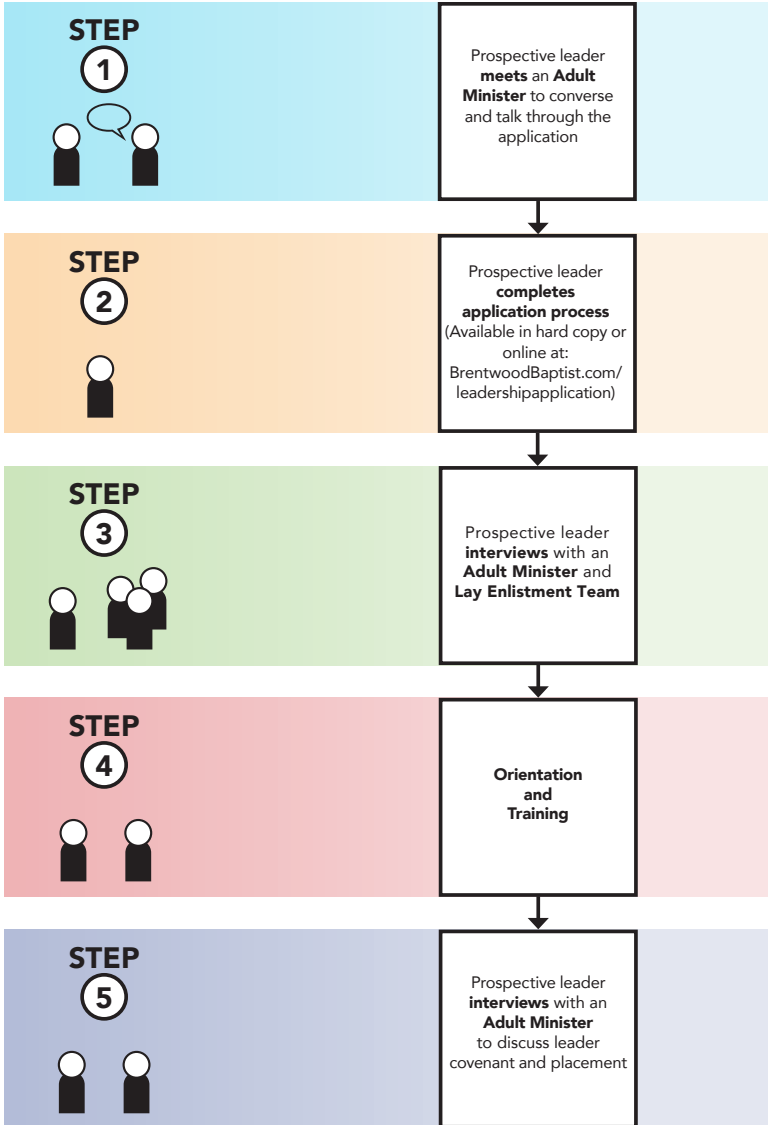 STEP
1
Prospective leader
meets an Adult
Minister to converse
and talk through the
application
STEP
2
Prospective leader
completes
application process
(Available in hard copy or
online at:
BrentwoodBaptist.com/
leadershipapplication)
STEP
3
Prospective leader
interviews with an
Adult Minister and
Lay Enlistment Team
STEP
4
Orientation
and
Training
STEP
5
Prospective leader
interviews with an
Adult Minister
to discuss leader
covenant and placement